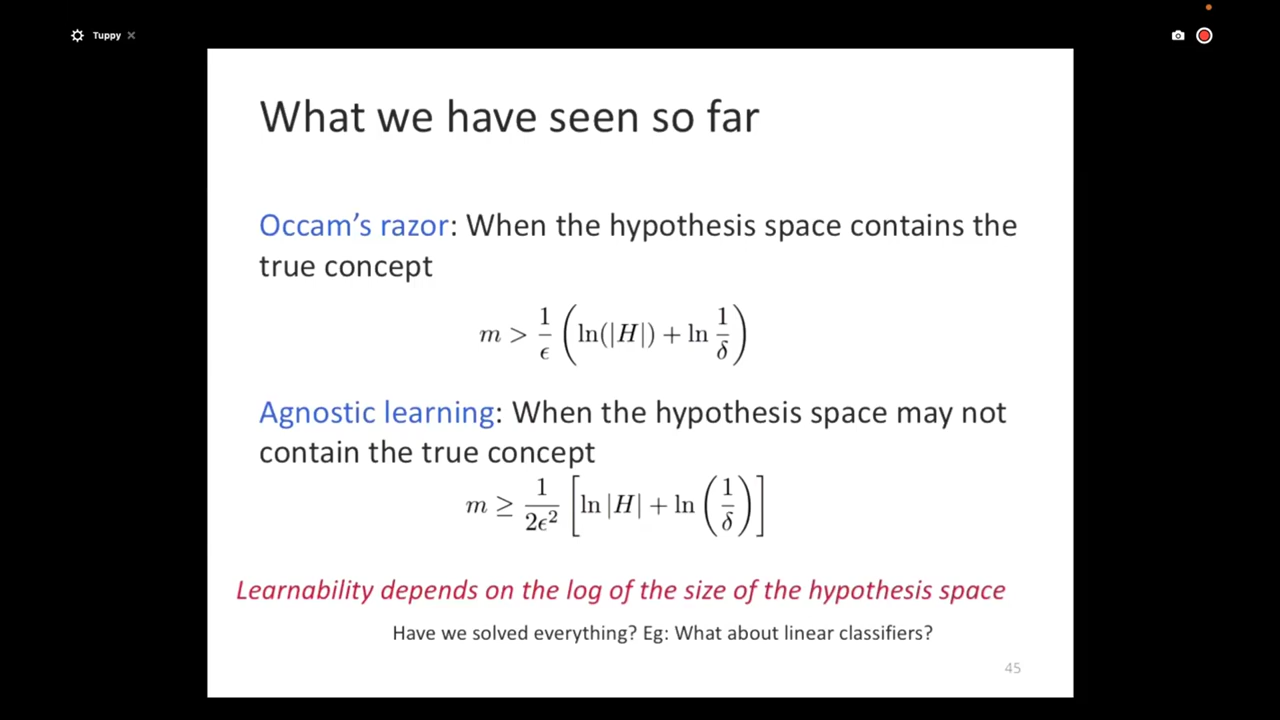 Tuppy
What we have seen so far
Occam's razor: When the hypothesis space contains the
true concept
m > 1/ϵ (ln(|H|) + ln 1/δ)
Agnostic learning: When the hypothesis space may not
contain the true concept
m ≥ 1/2ϵ² [ln |H| + ln (1/δ)]
Learnability depends on the log of the size of the hypothesis space
Have we solved everything? Eg: What about linear classifiers?
45